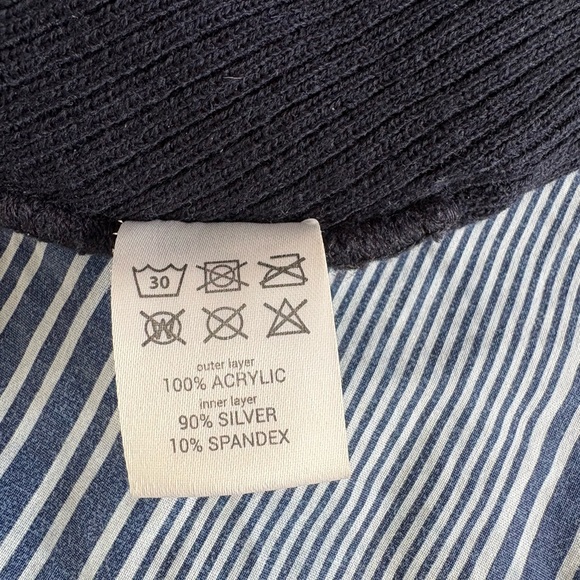 30
W
outer layer
100% ACRYLIC
inner layer
90% SILVER
10% SPANDEX